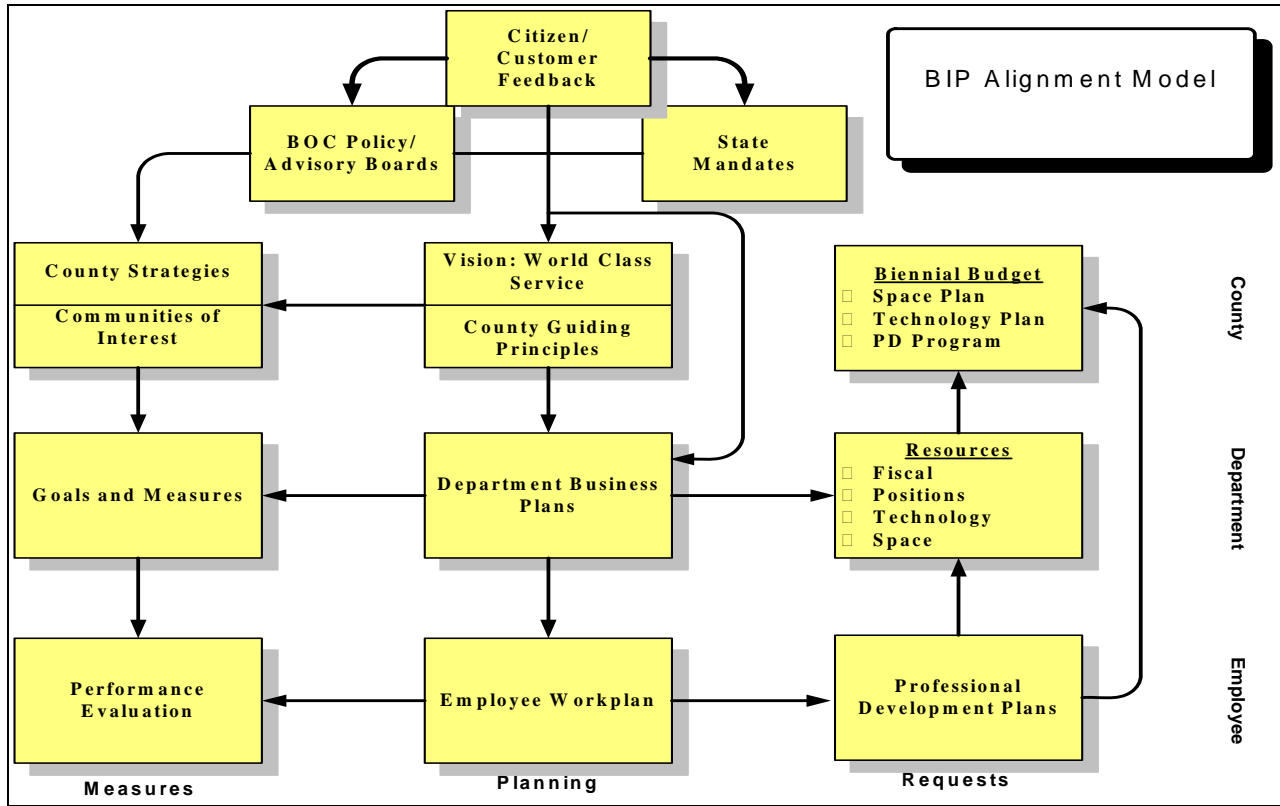 Citizen/
Customer
Feedback
BIP Alignment Model
BOC Policy/
Advisory Boards
State
Mandates
County Strategies
Communities of
Interest
Vision: World Class
Service
County Guiding
Principles
Biennial Budget
Space Plan
Technology Plan
PD Program
County
Goals and Measures
Department Business
Plans
Resources
Fiscal
Positions
Technology
Space
Department
Performance
Evaluation
Employee Workplan
Professional
Development Plans
Employee
Measures
Planning
Requests